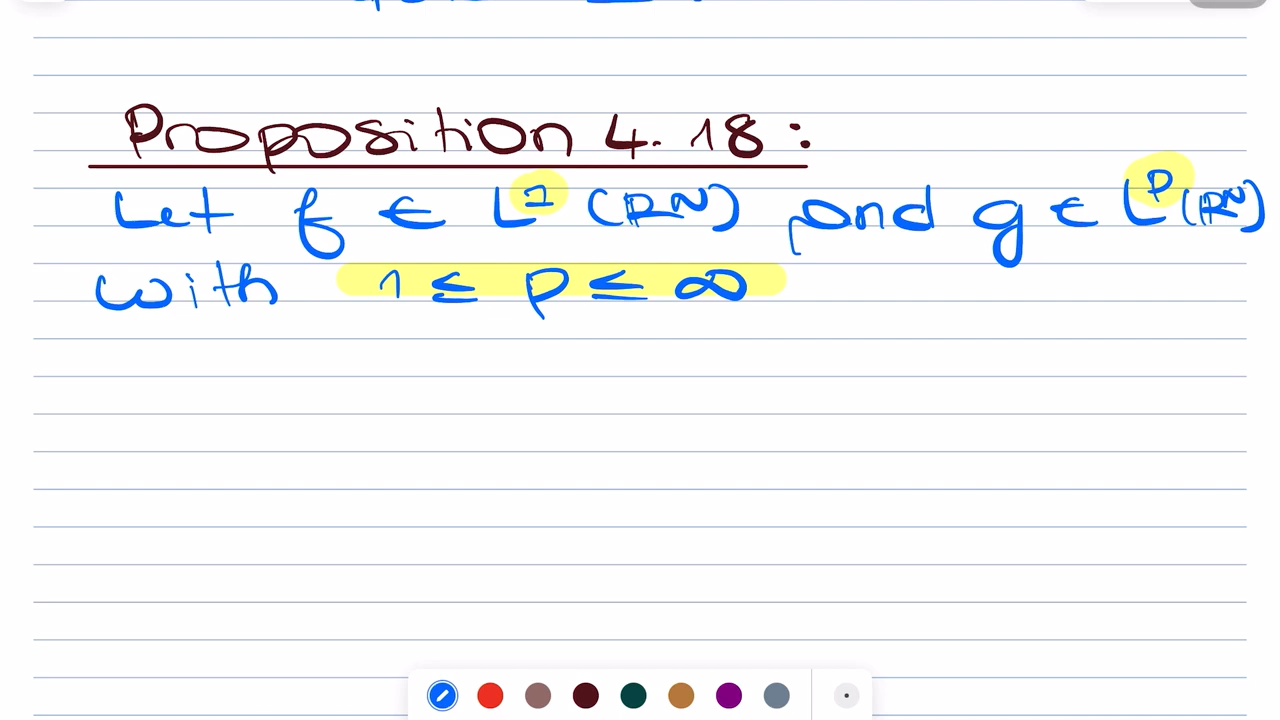 Proposition 4.18:
Let f ∈ L¹(RN) and g ∈ Lᴾ(RN)
with 1 ≤ p ≤ ∞